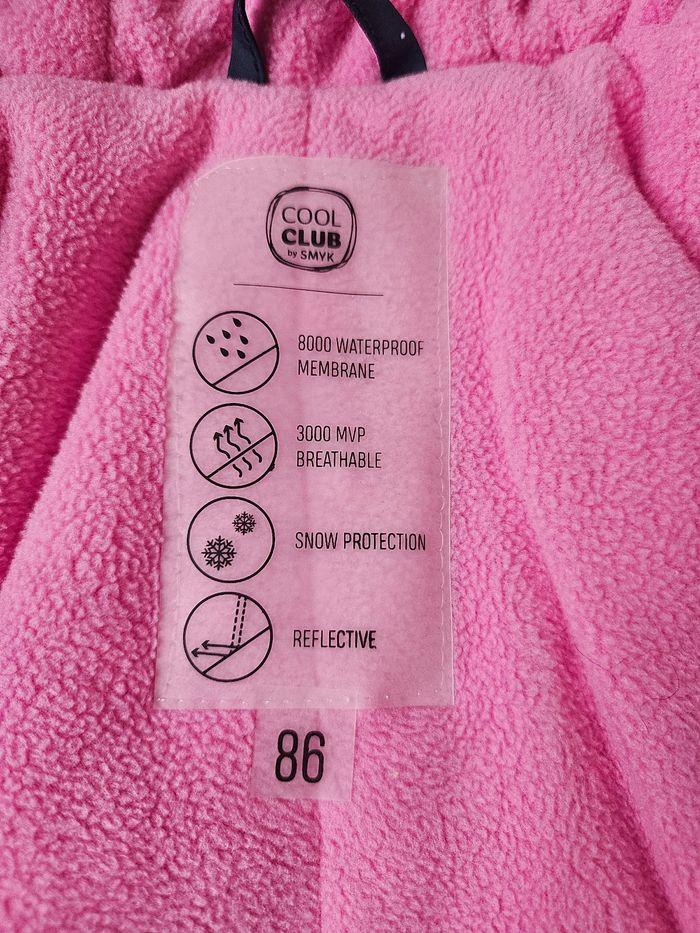 COOL
CLUB
by SMYK
8000 WATERPROOF
MEMBRANE
3000 MVP
BREATHABLE
SNOW PROTECTION
REFLECTIVE
86